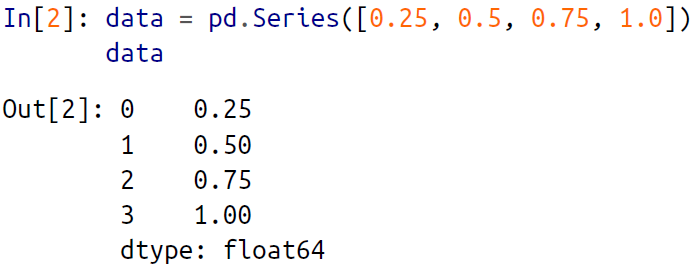 In[2]: data = pd.Series([0.25, 0.5, 0.75, 1.0])
data
Out[2]: 0 0.25
1 0.50
2 0.75
3 1.00
dtype: float64